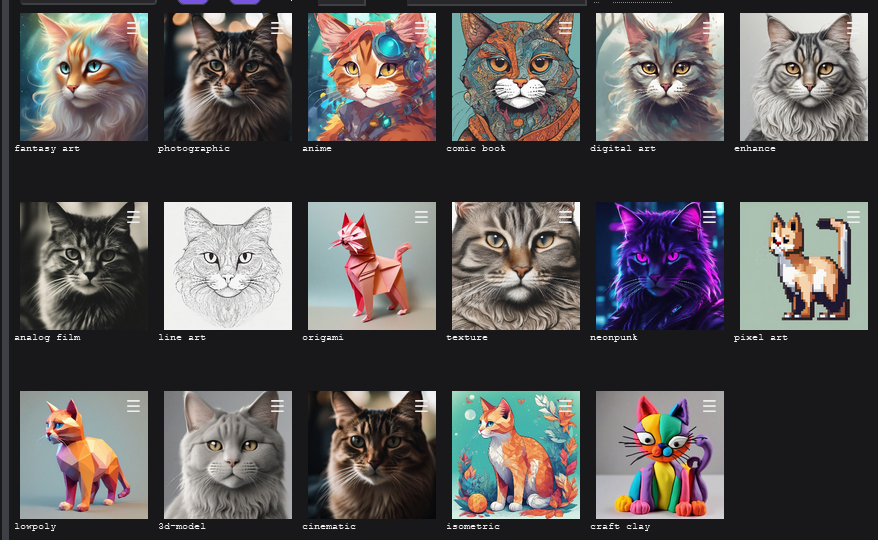 fantasy art
photographic
anime
comic book
digital art
enhance
analog film
line art
origami
texture
neonpunk
pixel art
lowpoly
3d-model
cinematic
isometric
craft clay